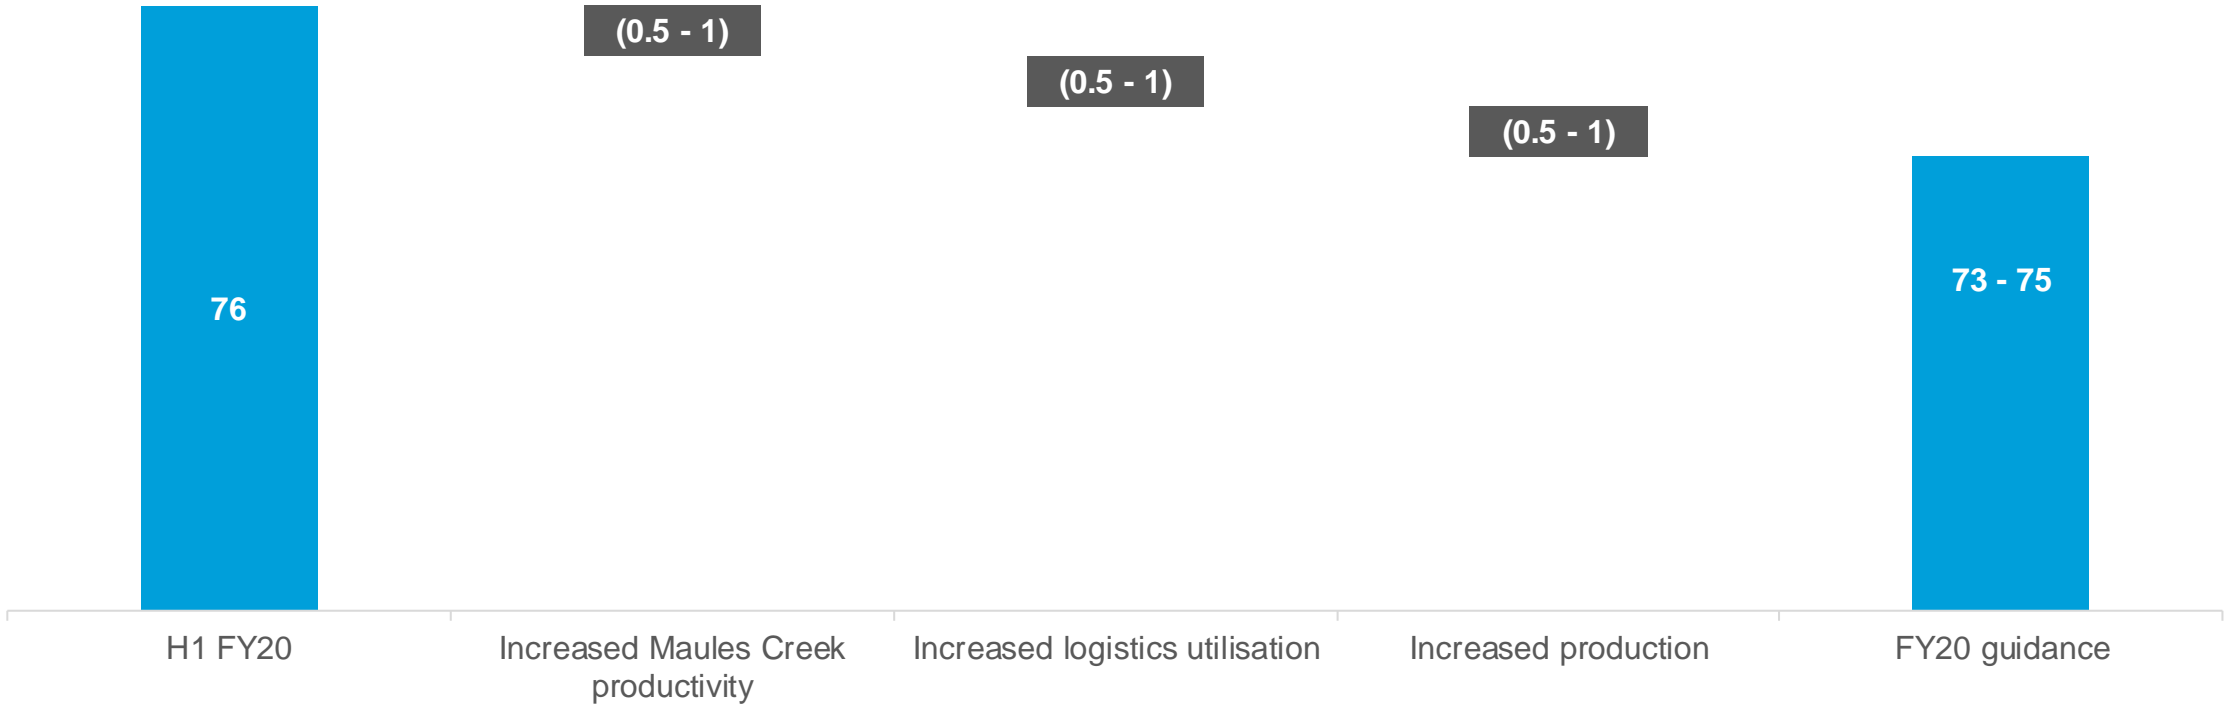 (0.5 - 1)
(0.5 - 1)
(0.5 - 1)
76
73 - 75
H1 FY20
Increased Maules Creek
productivity
Increased logistics utilisation
Increased production
FY20 guidance